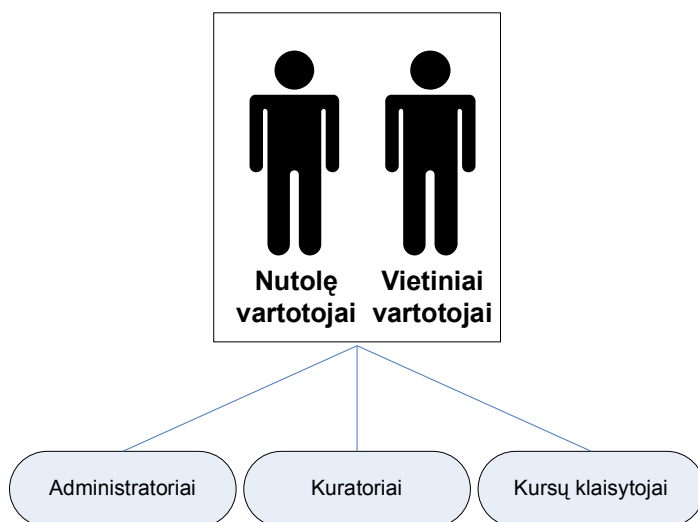 Nutolę
vartotojai
Vietiniai
vartotojai
Administratoriai
Kuratoriai
Kursų klaisytojai